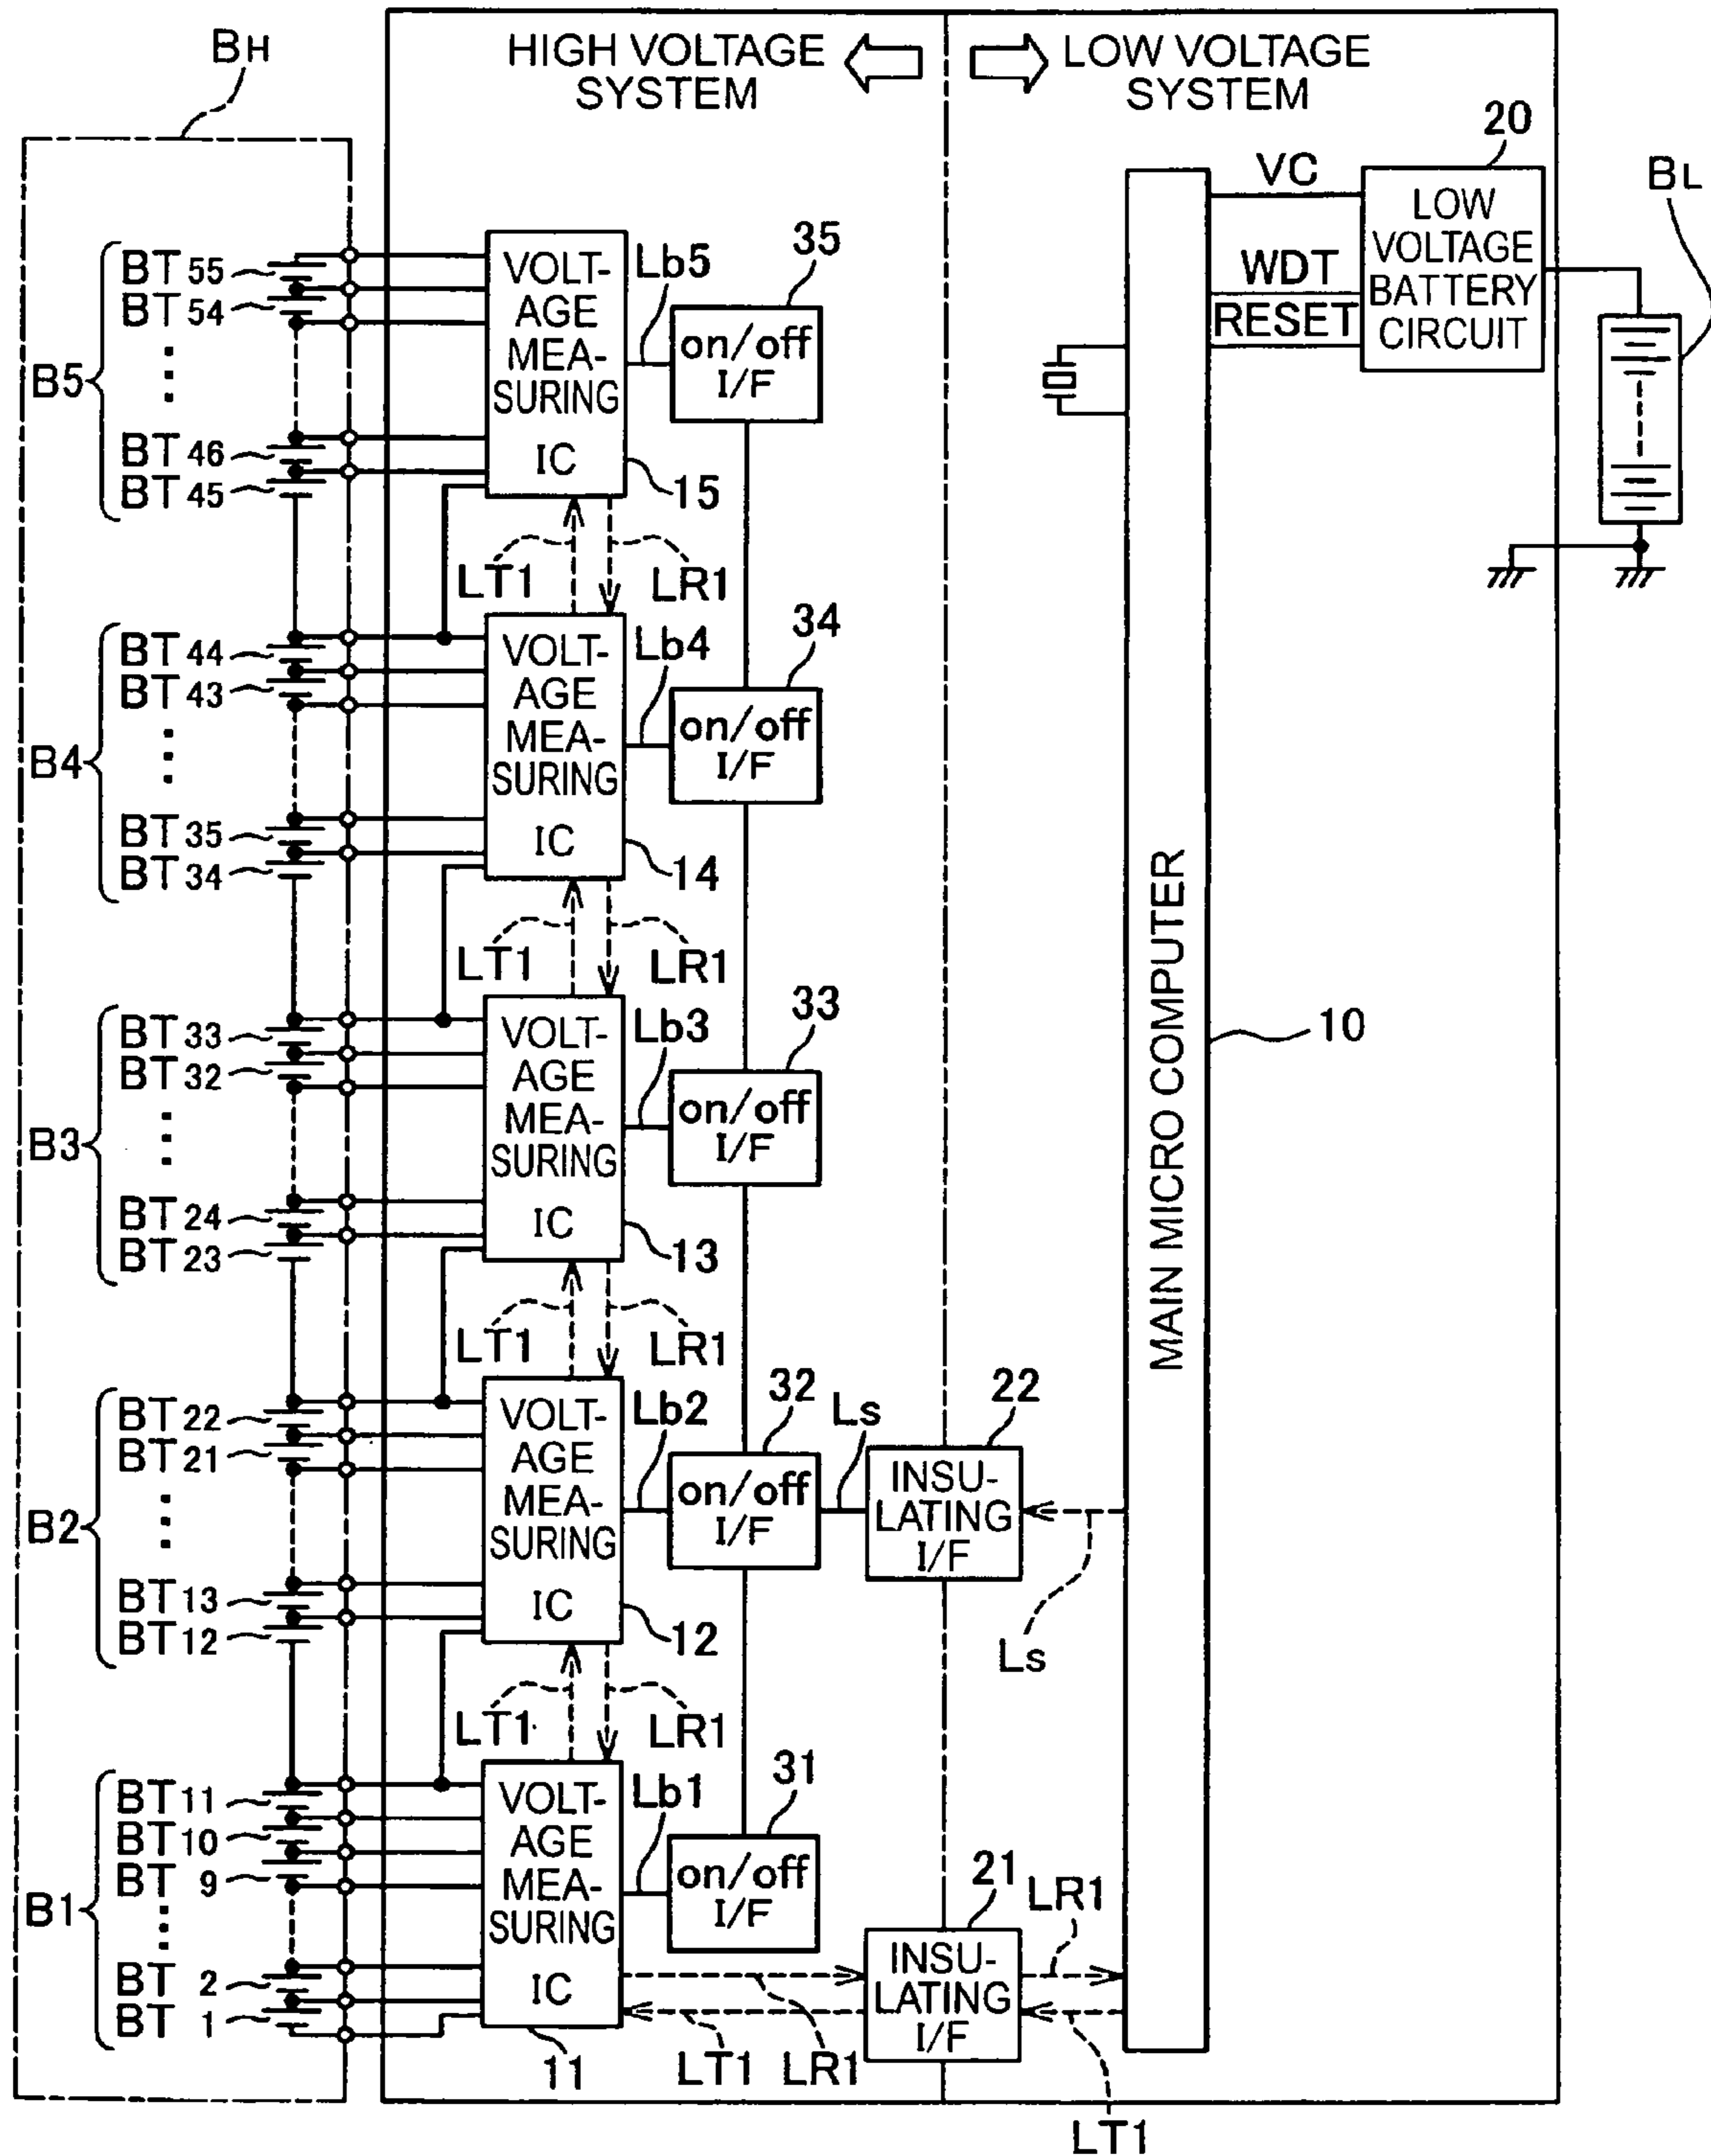 BH
HIGH VOLTAGE
SYSTEM
LOW VOLTAGE
SYSTEM
20
VC
LOW
VOLTAGE
BATTERY
CIRCUIT
WDT
RESET
BL
B5
BT 55
BT 54
BT 46
BT 45
VOLT-
AGE
MEA-
SURING
IC
15
Lb5
35
on/off
I/F
LT1
LR1
B4
BT 44
BT 43
BT 35
BT 34
VOLT-
AGE
MEA-
SURING
IC
14
Lb4
34
on/off
I/F
LT1
LR1
B3
BT 33
BT 32
BT 24
BT 23
VOLT-
AGE
MEA-
SURING
IC
13
Lb3
33
on/off
I/F
MAIN MICRO COMPUTER
10
LT1
LR1
B2
BT 22
BT 21
BT 13
BT 12
VOLT-
AGE
MEA-
SURING
IC
12
Lb2
32
on/off
I/F
Ls
22
INSU-
LATING
I/F
Ls
LT1
LR1
B1
BT 11
BT 10
BT 9
BT 2
BT 1
VOLT-
AGE
MEA-
SURING
IC
11
Lb1
31
on/off
I/F
21
INSU-
LATING
I/F
LR1
LT1
LR1
LT1